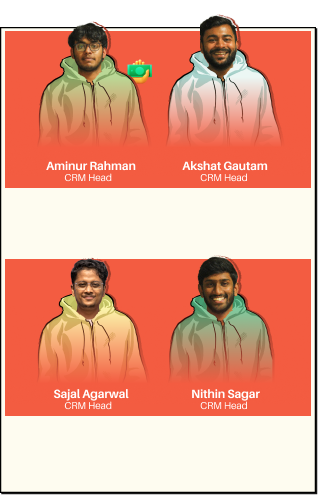 Aminur Rahman
CRM Head
Akshat Gautam
CRM Head
Sajal Agarwal
CRM Head
Nithin Sagar
CRM Head